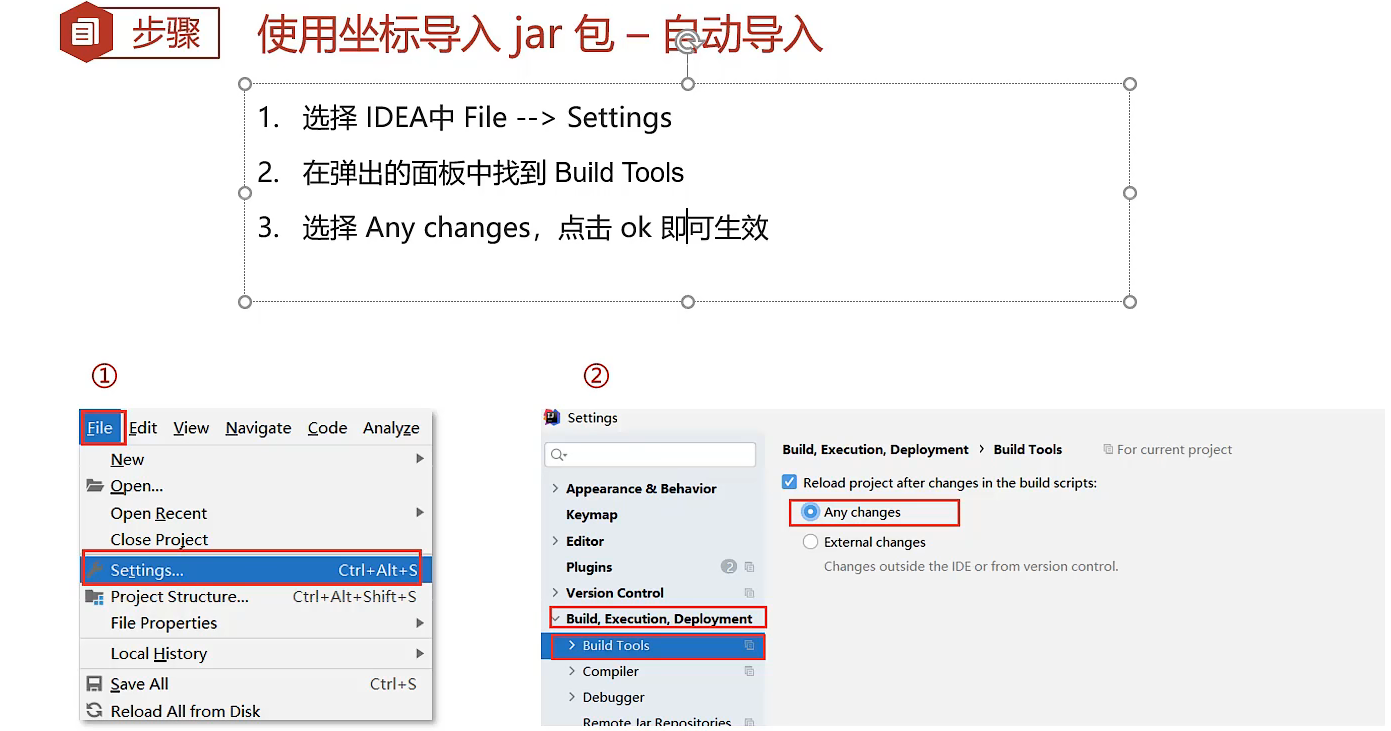 步骤
使用坐标导入 jar 包 – 自动导入
1. 选择 IDEA中 File --> Settings
2. 在弹出的面板中找到 Build Tools
3. 选择 Any changes，点击 ok 即可生效
①
File Edit View Navigate Code Analyze
New
Open...
Open Recent
Close Project
Settings... Ctrl+Alt+S
Project Structure... Ctrl+Alt+Shift+S
File Properties
Local History
Save All Ctrl+S
Reload All from Disk
②
Settings
Appearance & Behavior
Keymap
Editor
Plugins 2
Version Control
Build, Execution, Deployment
Build Tools
Compiler
Debugger
Remote Jar Repositories
Build, Execution, Deployment › Build Tools For current project
Reload project after changes in the build scripts:
Any changes
External changes
Changes outside the IDE or from version control.